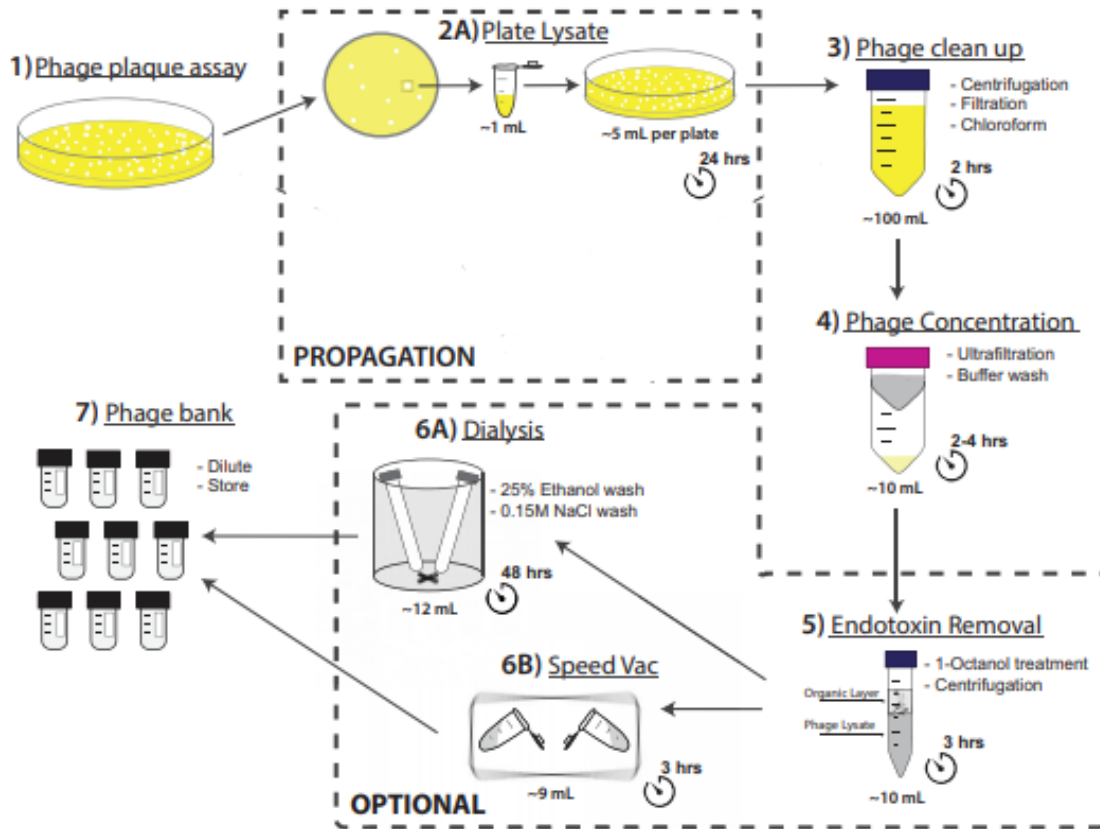 1) Phage plaque assay
2A) Plate Lysate
~1 mL
~5 mL per plate
24 hrs
PROPAGATION
3) Phage clean up
- Centrifugation
- Filtration
- Chloroform
2 hrs
~100 mL
4) Phage Concentration
- Ultrafiltration
- Buffer wash
2-4 hrs
~10 mL
5) Endotoxin Removal
- 1-Octanol treatment
- Centrifugation
Organic Layer
Phage Lysate
3 hrs
~10 mL
6A) Dialysis
- 25% Ethanol wash
- 0.15M NaCl wash
48 hrs
~12 mL
6B) Speed Vac
3 hrs
~9 mL
OPTIONAL
7) Phage bank
- Dilute
- Store